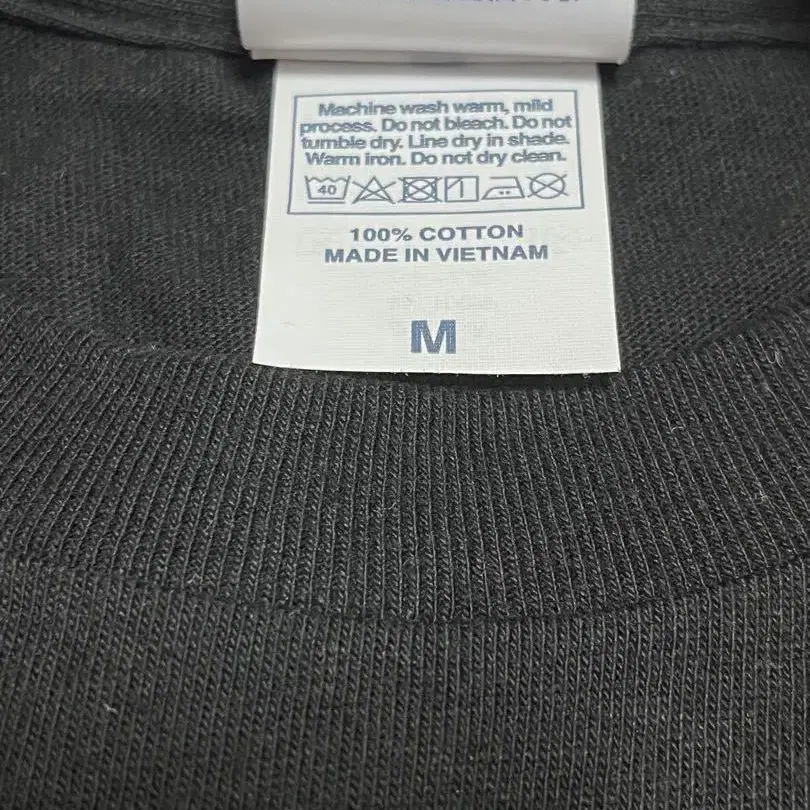 Machine wash warm, mild
process. Do not bleach. Do not
tumble dry. Line dry in shade.
Warm iron. Do not dry clean.
40
100% COTTON
MADE IN VIETNAM
M